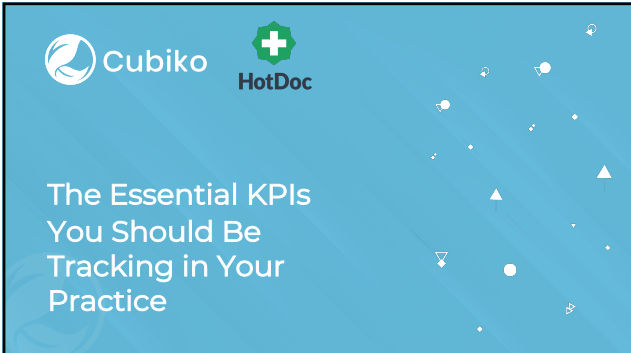 Cubiko
HotDoc
The Essential KPIs
You Should Be
Tracking in Your
Practice